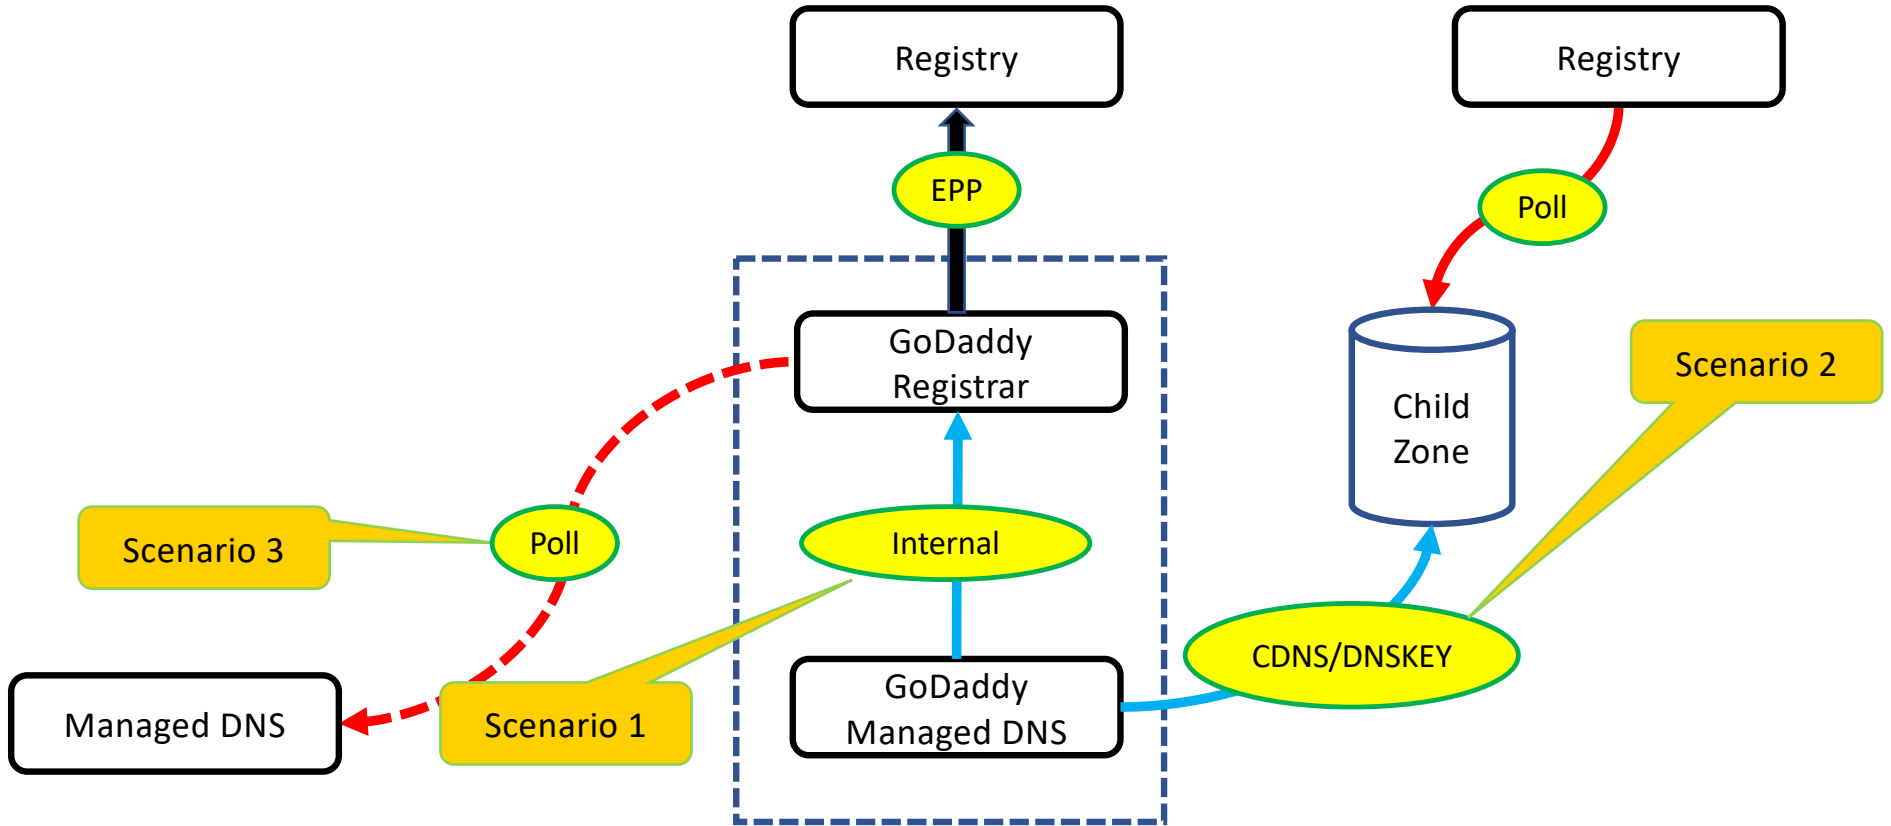 Registry
Registry
EPP
Poll
GoDaddy
Registrar
Scenario 2
Child
Zone
Scenario 3
Poll
Internal
CDNS/DNSKEY
Managed DNS
Scenario 1
GoDaddy
Managed DNS